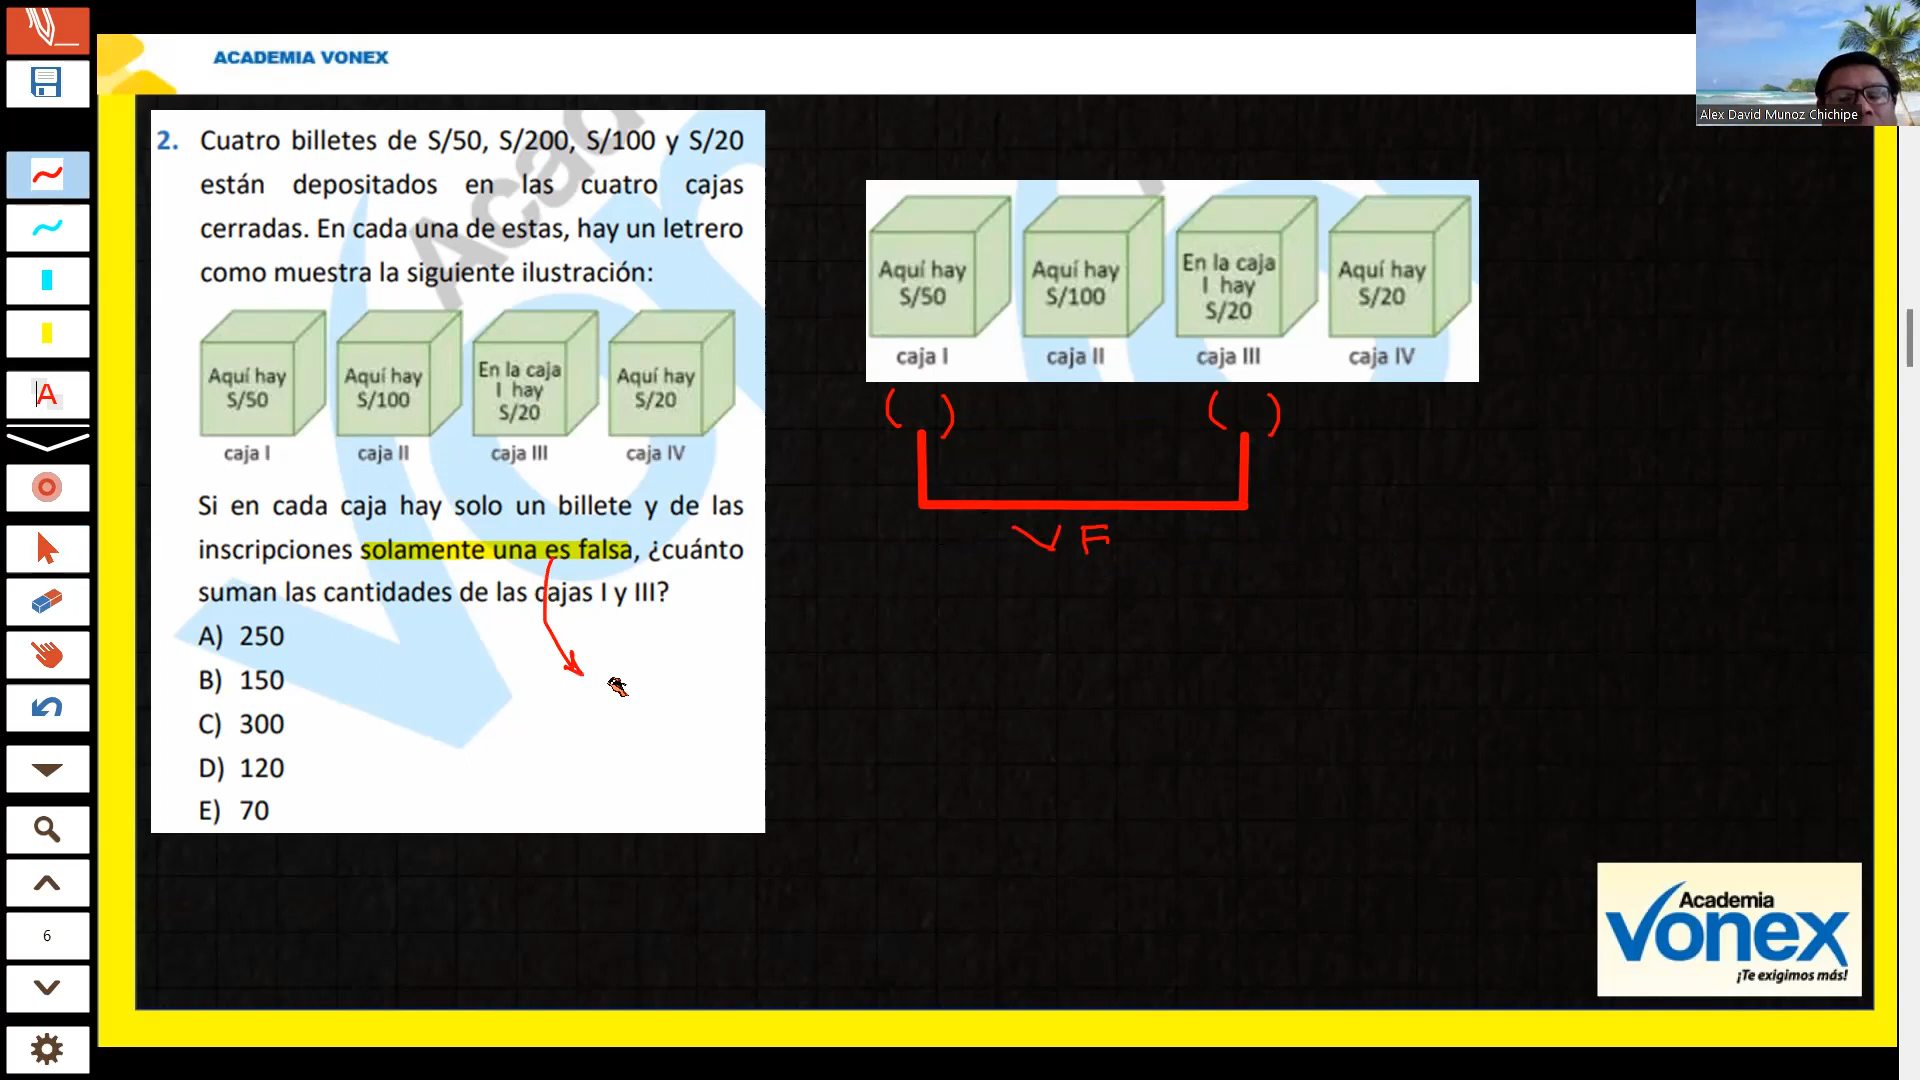 ACADEMIA VONEX
Alex David Munoz Chichipe
2. Cuatro billetes de S/50, S/200, S/100 y S/20
están depositados en las cuatro cajas
cerradas. En cada una de estas, hay un letrero
como muestra la siguiente ilustración:
Aquí hay
S/50
caja I
Aquí hay
S/100
caja II
En la caja
I hay
S/20
caja III
Aquí hay
S/20
caja IV
Si en cada caja hay solo un billete y de las
inscripciones solamente una es falsa, ¿cuánto
suman las cantidades de las cajas I y III?
A) 250
B) 150
C) 300
D) 120
E) 70
Aquí hay
S/50
caja I
Aquí hay
S/100
caja II
En la caja
I hay
S/20
caja III
Aquí hay
S/20
caja IV
( ) ( )
V F
A
6
Academia
Vonex
¡Te exigimos más!